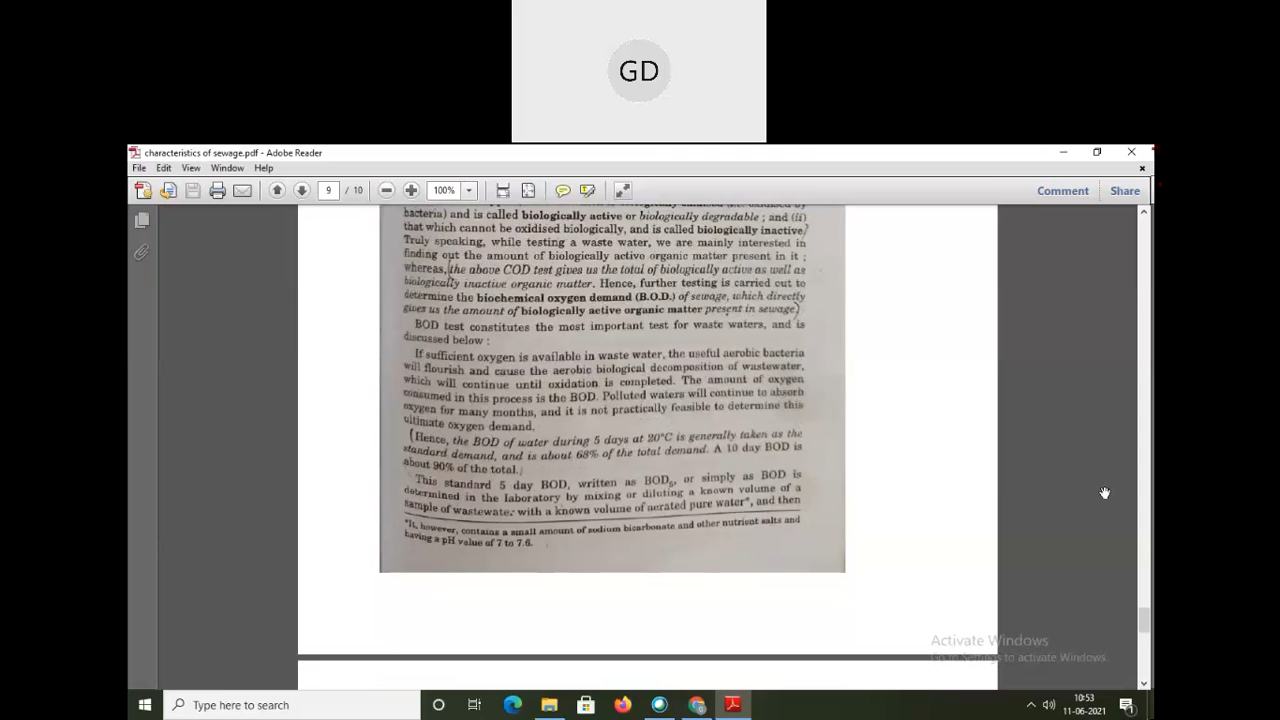 GD
characteristics of sewage.pdf - Adobe Reader
File Edit View Window Help
9 / 10 100% Comment Share
bacteria) and is called biologically active or biologically degradable ; and (ii)
that which cannot be oxidised biologically, and is called biologically inactive.
Truly speaking, while testing a waste water, we are mainly interested in
finding out the amount of biologically active organic matter present in it ;
whereas, the above COD test gives us the total of biologically active as well as
biologically inactive organic matter. Hence, further testing is carried out to
determine the biochemical oxygen demand (B.O.D.) of sewage, which directly
gives us the amount of biologically active organic matter present in sewage)
BOD test constitutes the most important test for waste waters, and is
discussed below :
If sufficient oxygen is available in waste water, the useful aerobic bacteria
will flourish and cause the aerobic biological decomposition of wastewater,
which will continue until oxidation is completed. The amount of oxygen
consumed in this process is the BOD. Polluted waters will continue to absorb
oxygen for many months, and it is not practically feasible to determine this
ultimate oxygen demand.
(Hence, the BOD of water during 5 days at 20°C is generally taken as the
standard demand, and is about 68% of the total demand. A 10 day BOD is
about 90% of the total.
This standard 5 day BOD, written as BOD5, or simply as BOD is
determined in the laboratory by mixing or diluting a known volume of a
sample of wastewater with a known volume of aerated pure water*, and then
*It, however, contains a small amount of sodium bicarbonate and other nutrient salts and
having a pH value of 7 to 7.6.
Activate Windows
Go to Settings to activate Windows.
Type here to search
10:53
11-06-2021